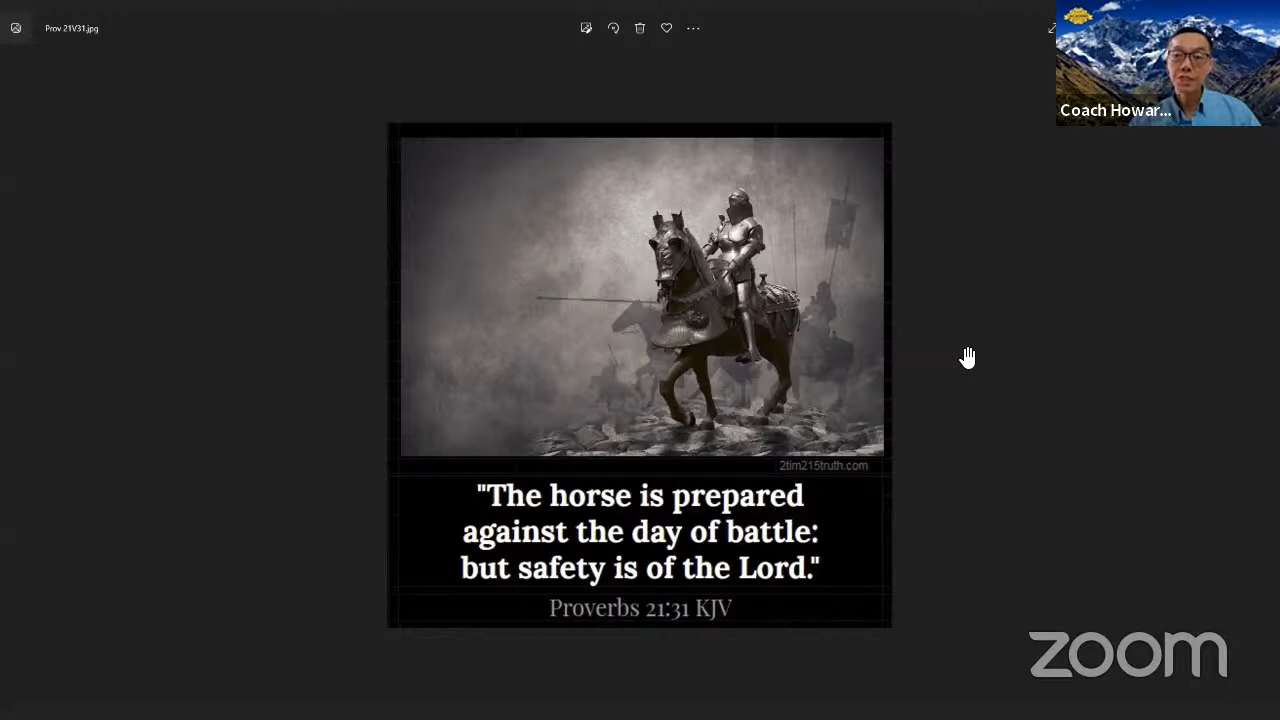 Prov 21V31.jpg
Coach Howar...
2tim215truth.com
"The horse is prepared
against the day of battle:
but safety is of the Lord."
Proverbs 21:31 KJV
zoom